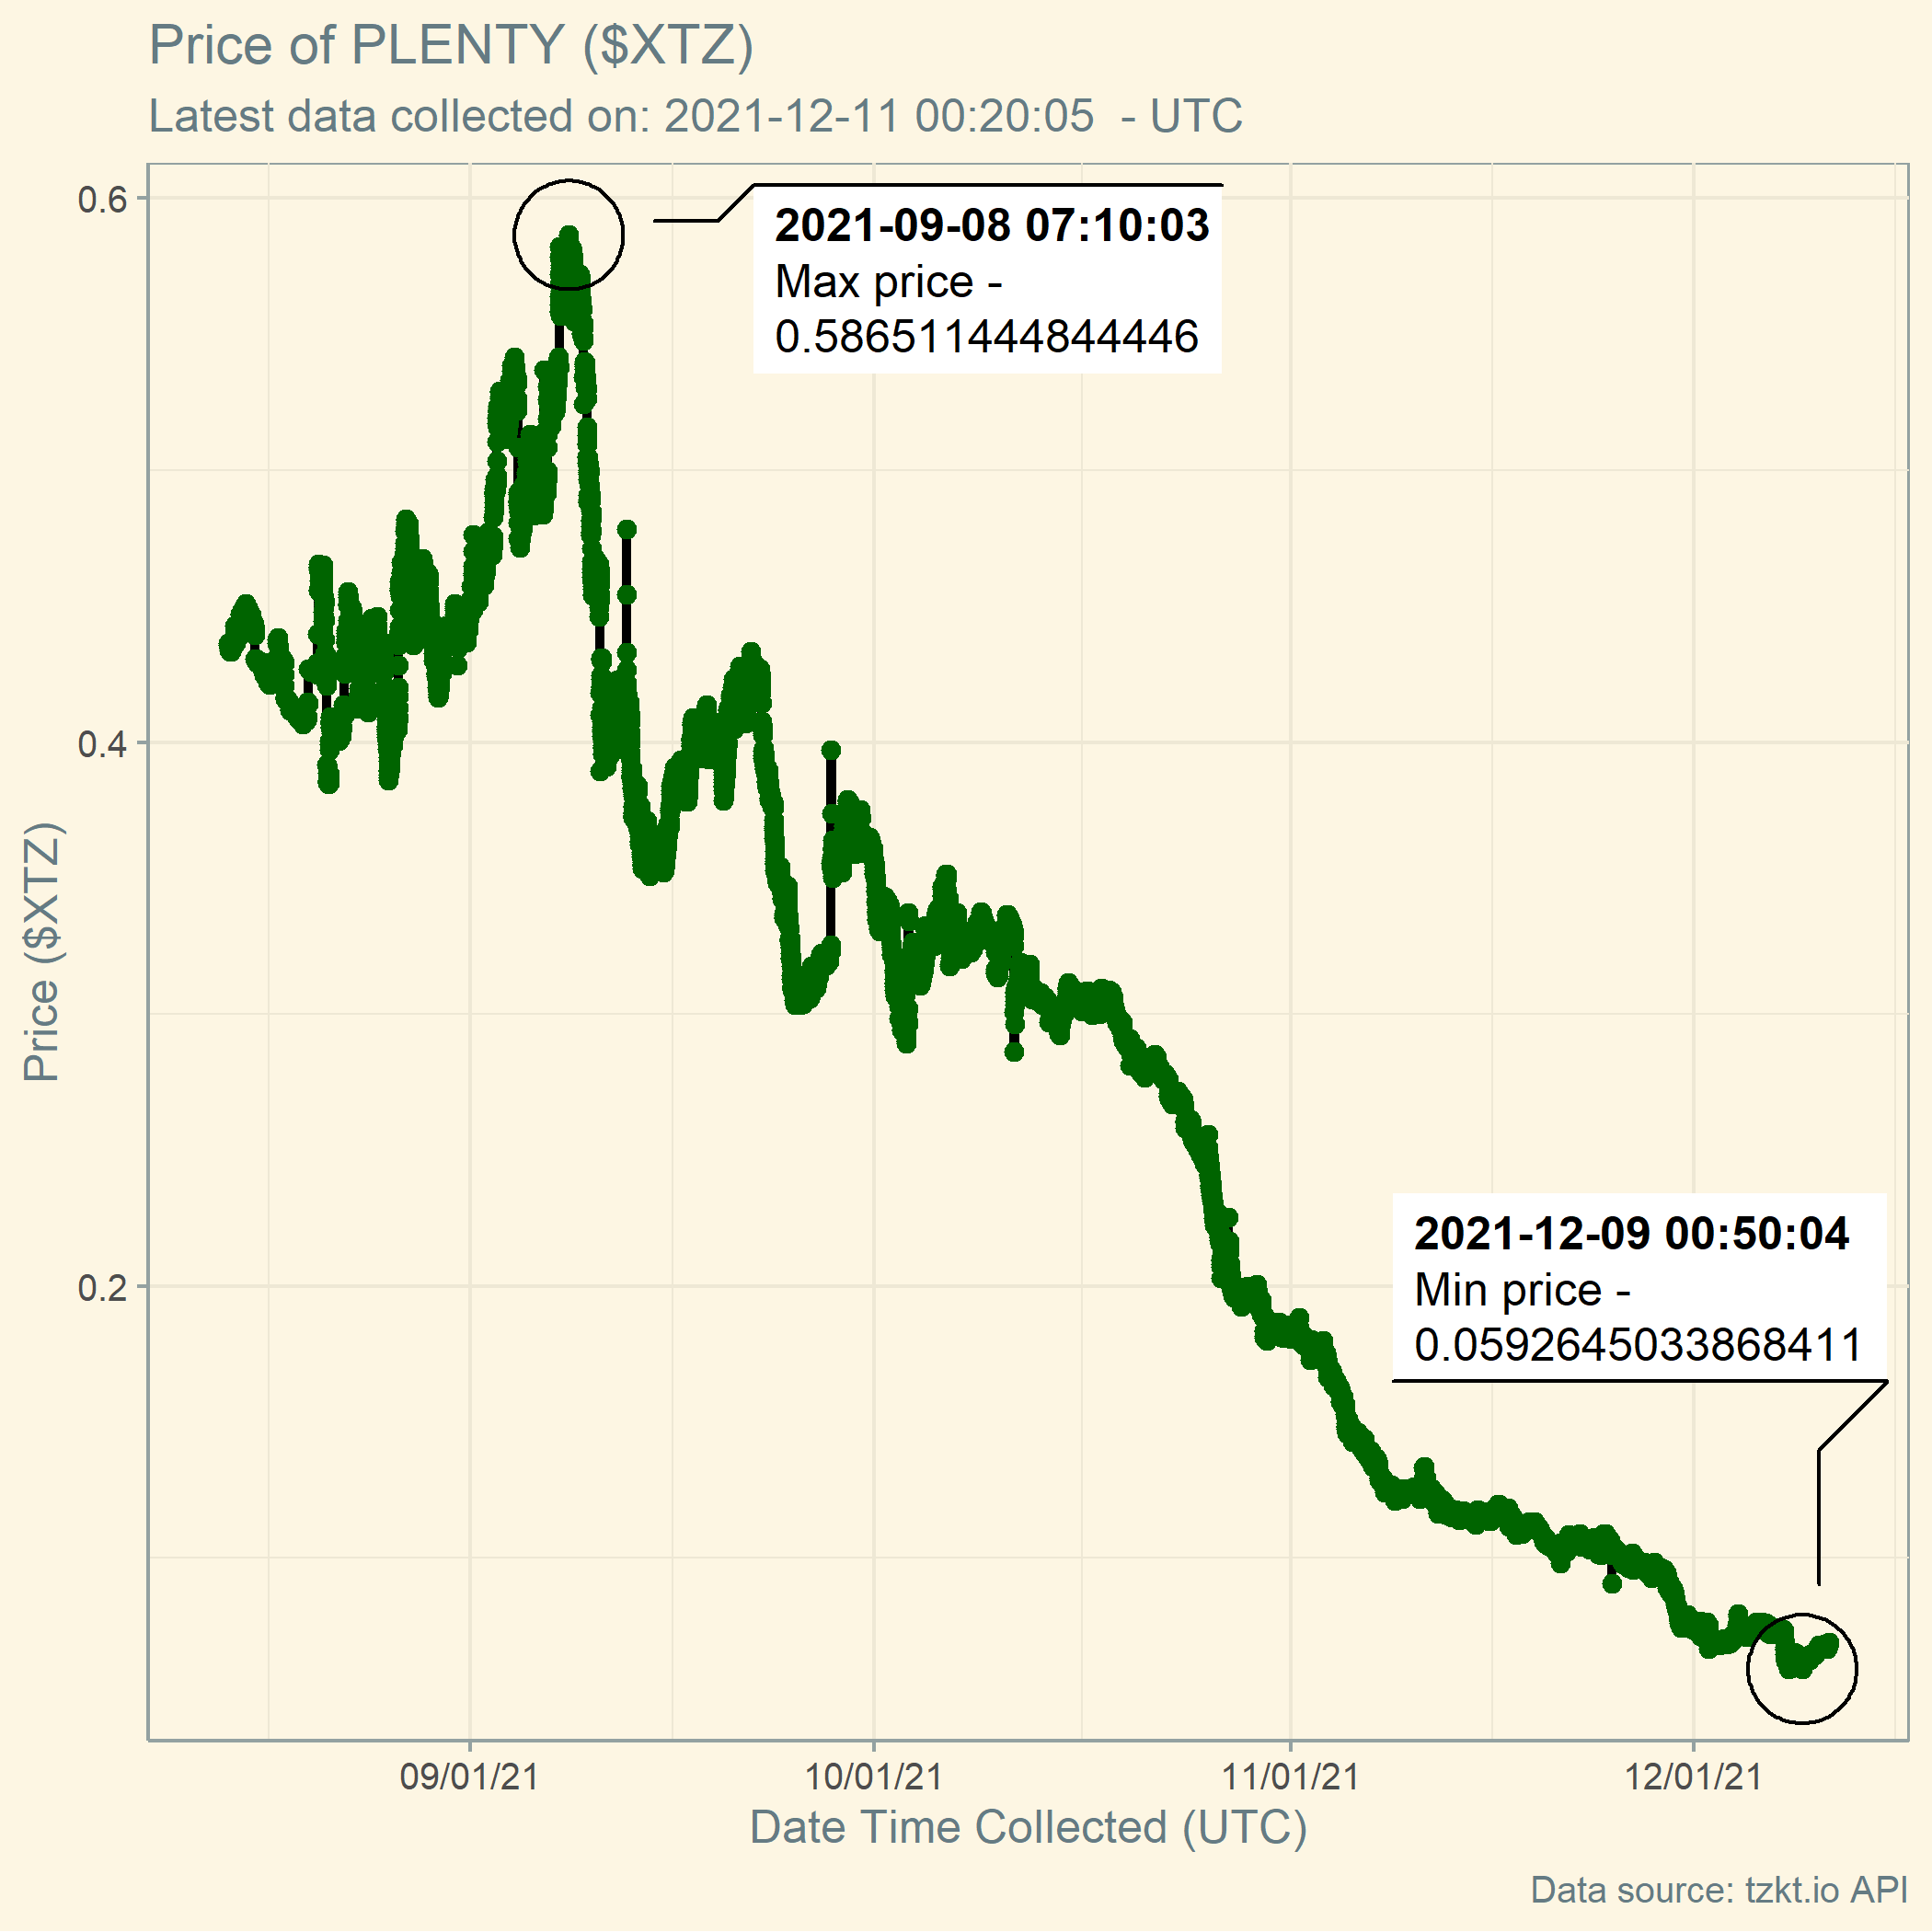 Price of PLENTY ($XTZ)
Latest data collected on: 2021-12-11 00:20:05  - UTC
0.6
0.4
0.2
Price ($XTZ)
2021-09-08 07:10:03
Max price -
0.586511444844446
2021-12-09 00:50:04
Min price -
0.0592645033868411
09/01/21
10/01/21
11/01/21
12/01/21
Date Time Collected (UTC)
Data source: tzkt.io API